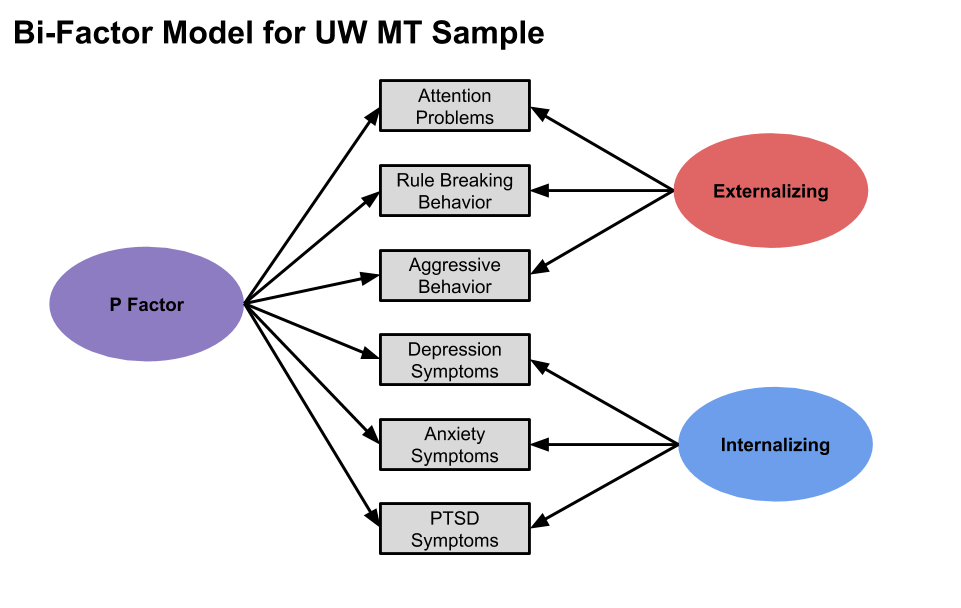 Bi-Factor Model for UW MT Sample
Attention
Problems
Rule Breaking
Behavior
Externalizing
Aggressive
Behavior
P Factor
Depression
Symptoms
Anxiety
Symptoms
Internalizing
PTSD
Symptoms